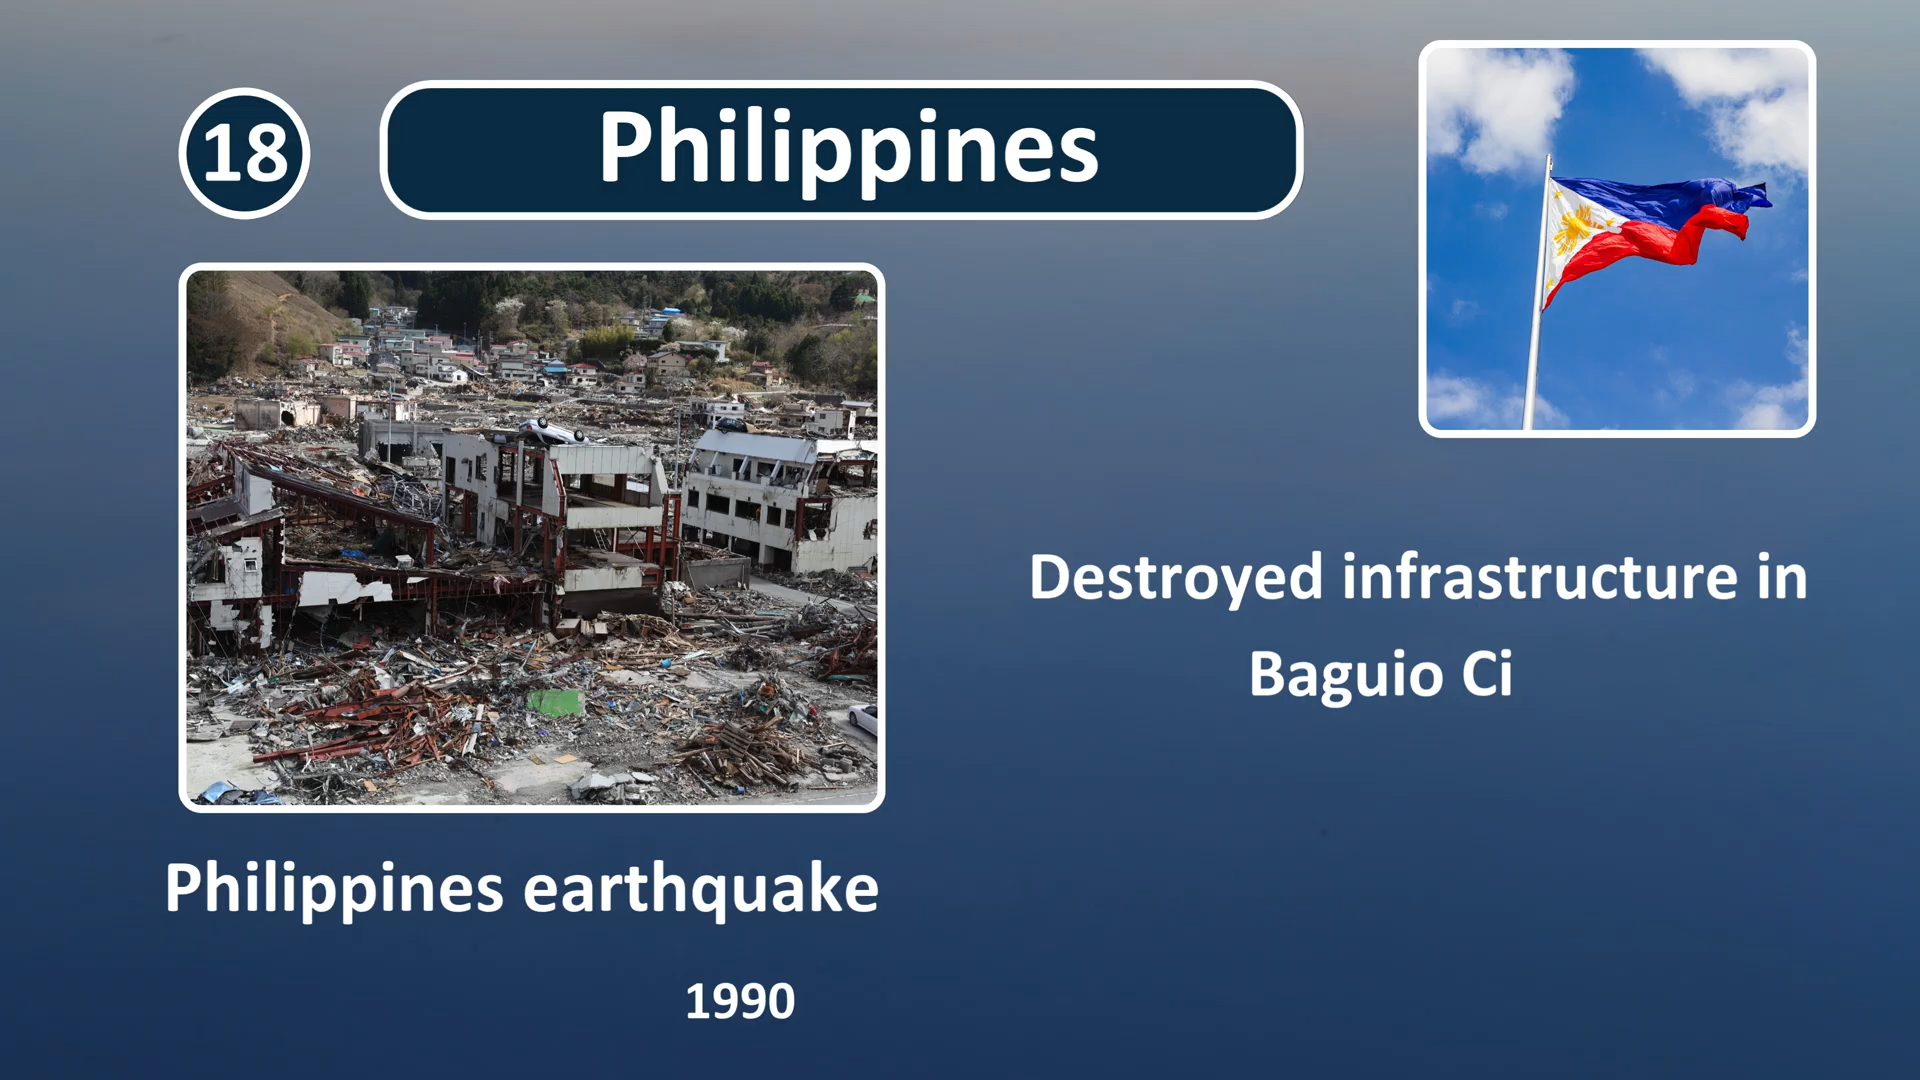 18
Philippines
Destroyed infrastructure in
Baguio Ci
Philippines earthquake
1990